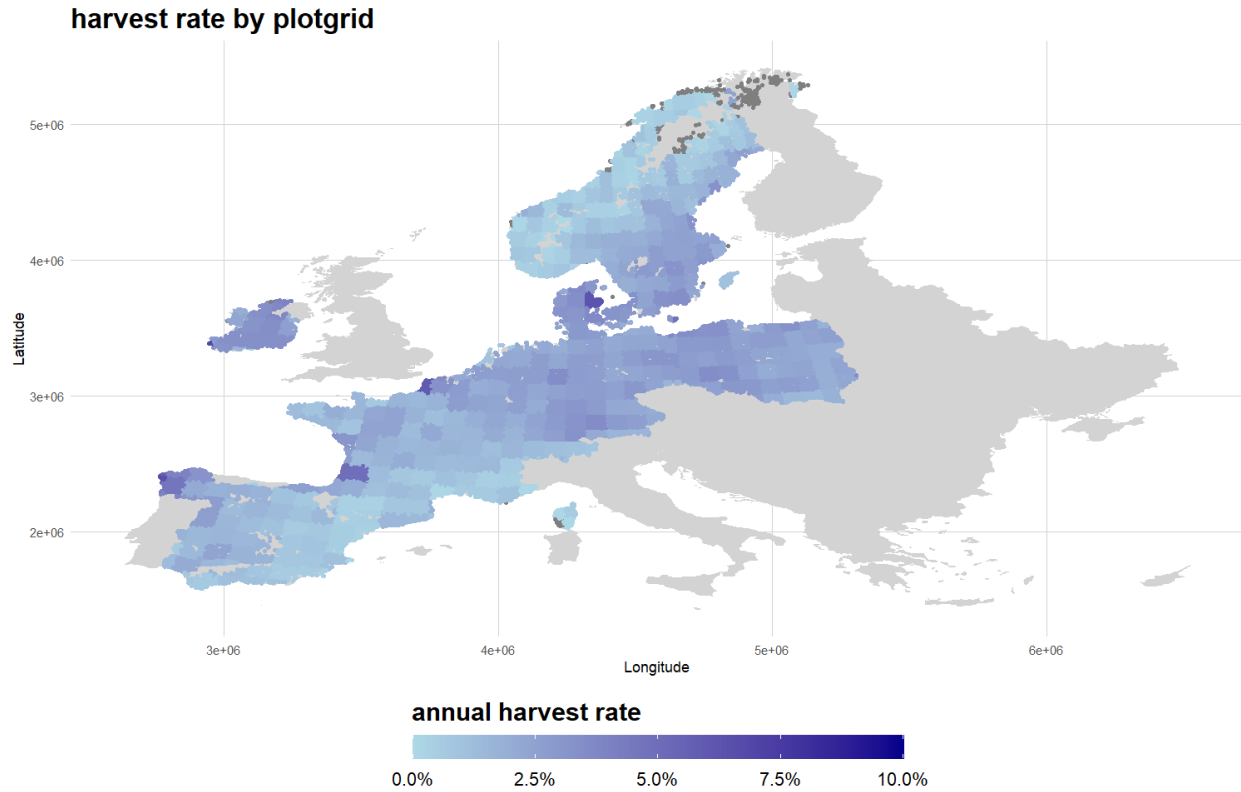 harvest rate by plotgrid
5e+06
4e+06
3e+06
2e+06
Latitude
3e+06 4e+06 5e+06 6e+06
Longitude
annual harvest rate
0.0% 2.5% 5.0% 7.5% 10.0%